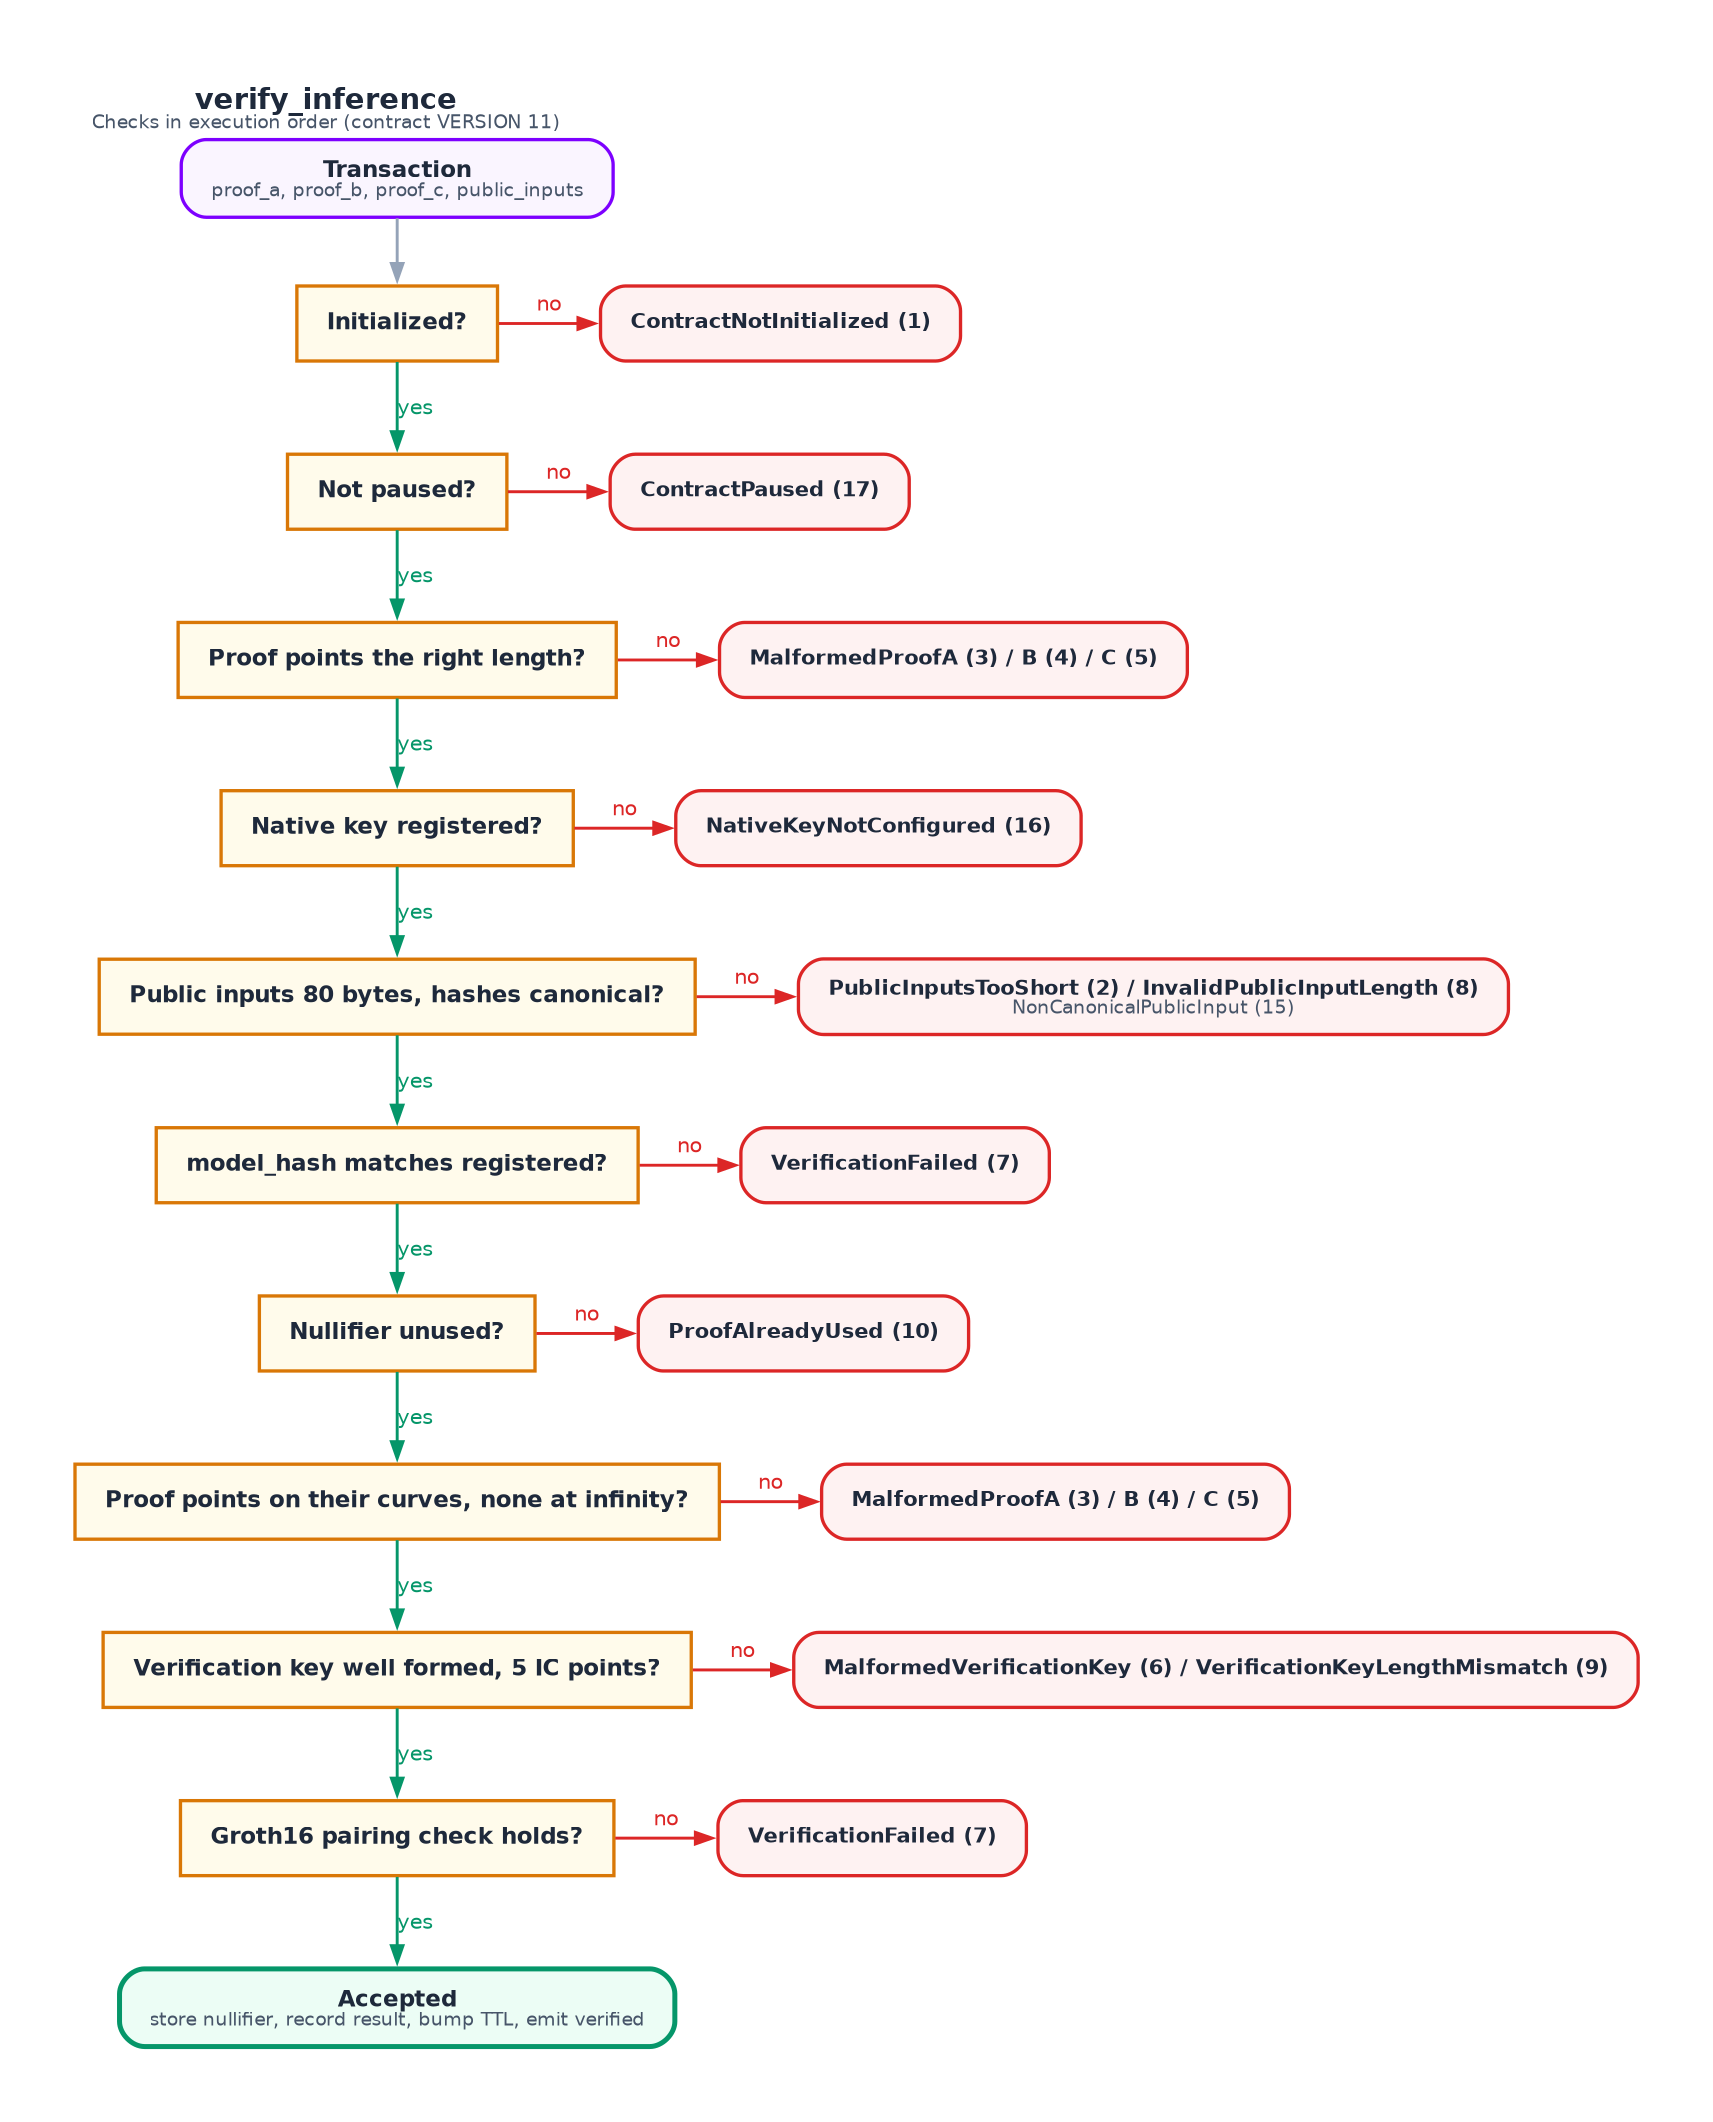 verify_inference
Checks in execution order (contract VERSION 11)
Transaction
proof_a, proof_b, proof_c, public_inputs
Initialized?
no
ContractNotInitialized (1)
yes
Not paused?
no
ContractPaused (17)
yes
Proof points the right length?
no
MalformedProofA (3) / B (4) / C (5)
yes
Native key registered?
no
NativeKeyNotConfigured (16)
yes
Public inputs 80 bytes, hashes canonical?
no
PublicInputsTooShort (2) / InvalidPublicInputLength (8)
NonCanonicalPublicInput (15)
yes
model_hash matches registered?
no
VerificationFailed (7)
yes
Nullifier unused?
no
ProofAlreadyUsed (10)
yes
Proof points on their curves, none at infinity?
no
MalformedProofA (3) / B (4) / C (5)
yes
Verification key well formed, 5 IC points?
no
MalformedVerificationKey (6) / VerificationKeyLengthMismatch (9)
yes
Groth16 pairing check holds?
no
VerificationFailed (7)
yes
Accepted
store nullifier, record result, bump TTL, emit verified